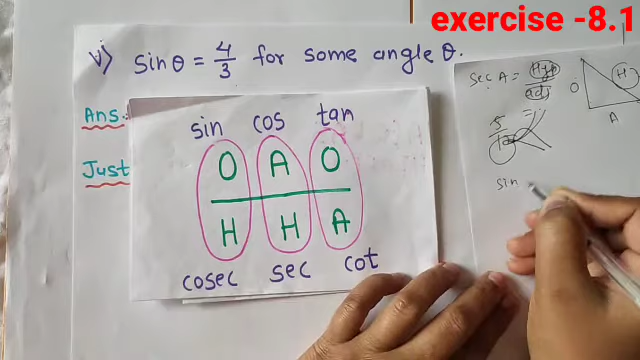 exercise -8.1
v) sin θ = 4/3 for some angle θ.
Ans:
Just
sin cos tan
O A O
H H A
cosec sec cot
Sec A = Hyp/adj
O H
A
sin